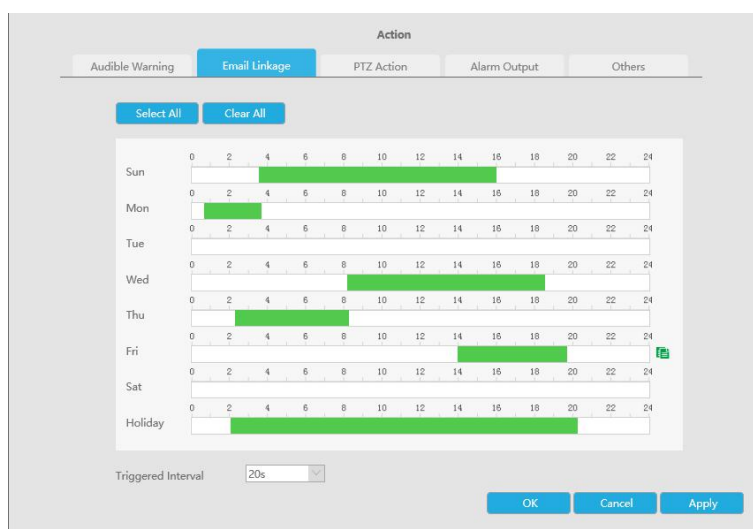 Action
Audible Warning Email Linkage PTZ Action Alarm Output Others
Select All Clear All
0 2 4 6 8 10 12 14 16 18 20 22 24
Sun
0 2 4 6 8 10 12 14 16 18 20 22 24
Mon
0 2 4 6 8 10 12 14 16 18 20 22 24
Tue
0 2 4 6 8 10 12 14 16 18 20 22 24
Wed
0 2 4 6 8 10 12 14 16 18 20 22 24
Thu
0 2 4 6 8 10 12 14 16 18 20 22 24
Fri
0 2 4 6 8 10 12 14 16 18 20 22 24
Sat
0 2 4 6 8 10 12 14 16 18 20 22 24
Holiday
Triggered Interval 20s
OK Cancel Apply